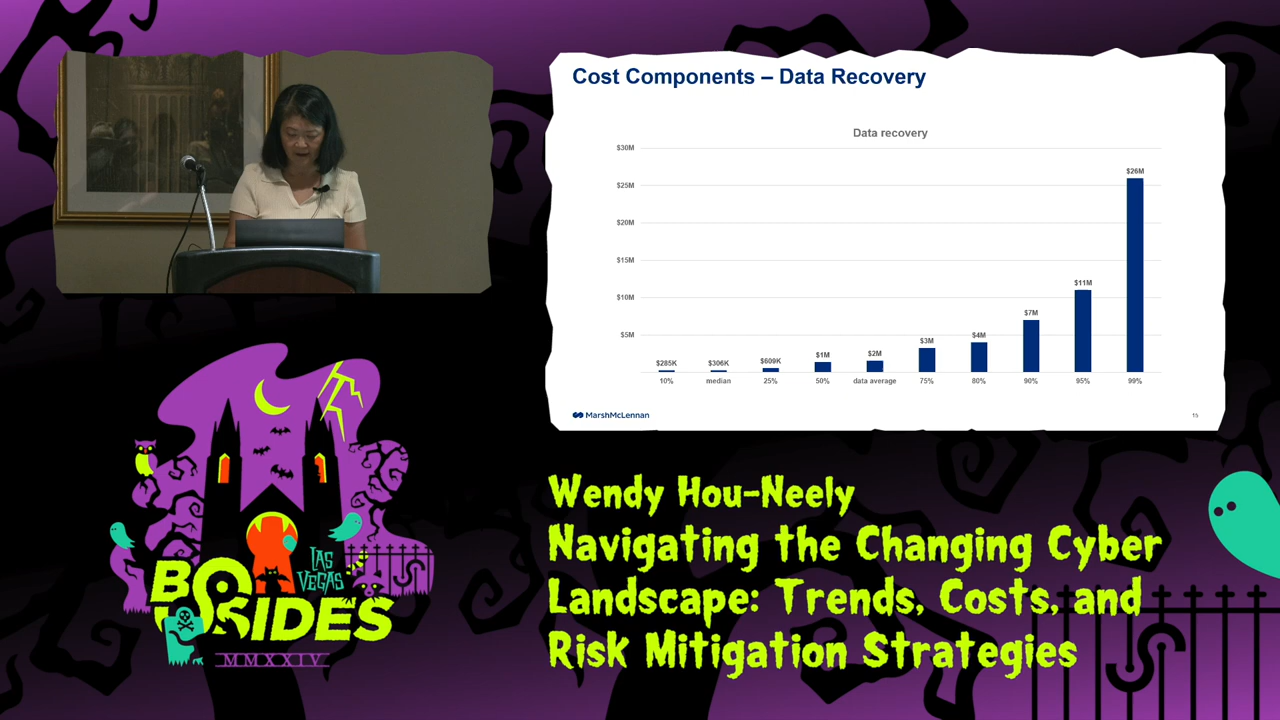 Cost Components – Data Recovery
Data recovery
$30M
$25M
$20M
$15M
$10M
$5M
$285K
$306K
$609K
$1M
$2M
$3M
$4M
$7M
$11M
$26M
10%
median
25%
50%
data average
75%
80%
90%
95%
99%
MarshMcLennan
15
LAS
VEGAS
BSIDES
MMXXIV
Wendy Hou-Neely
Navigating the Changing Cyber
Landscape: Trends, Costs, and
Risk Mitigation Strategies